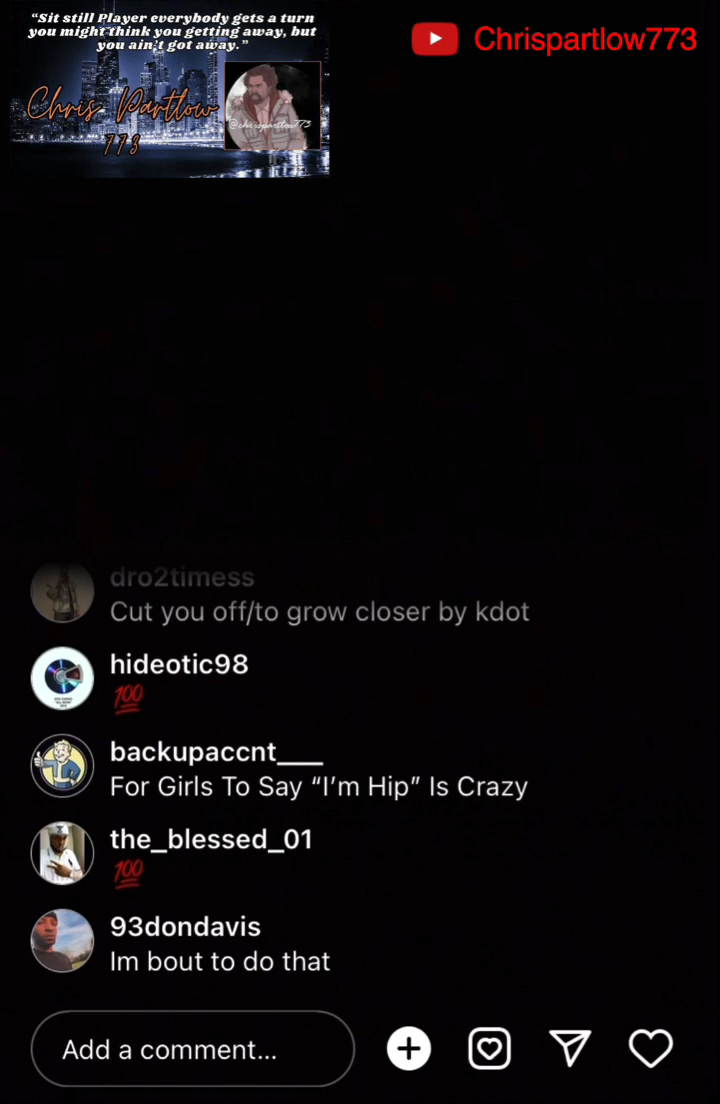 “Sit still Player everybody gets a turn
you might think you getting away, but
you ain't got away.”
Chris Partlow
773
@chrispartlow773
Chrispartlow773
dro2timess
Cut you off/to grow closer by kdot
hideotic98
💯
backupaccnt___
For Girls To Say “I’m Hip” Is Crazy
the_blessed_01
💯
93dondavis
Im bout to do that
Add a comment...